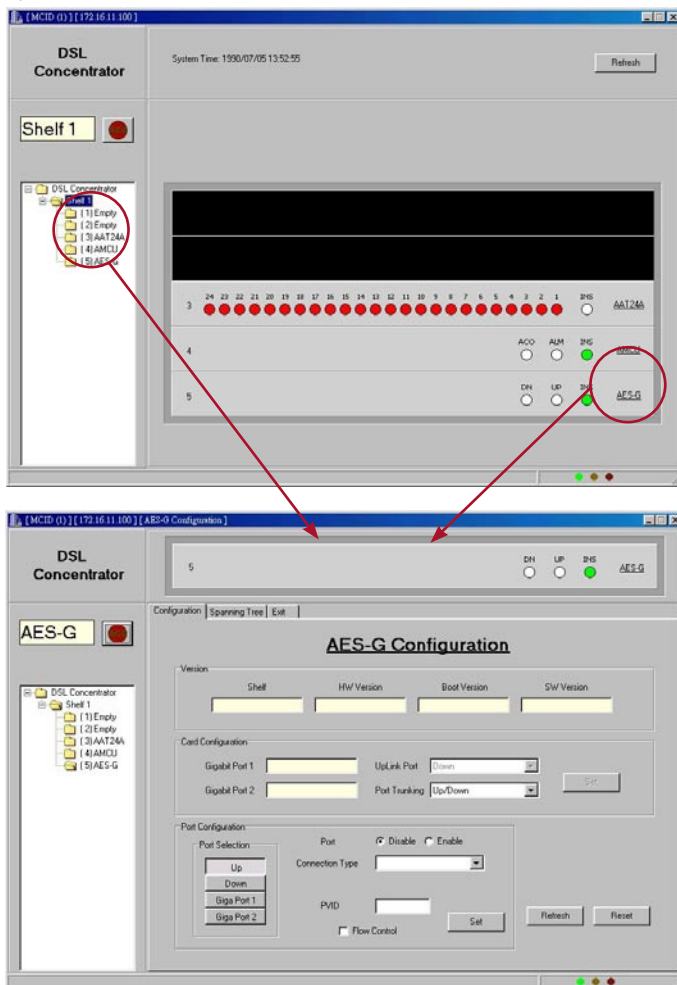 [ MCID (1) ] [ 172.16.11.100 ]
DSL
Concentrator
System Time: 1990/07/05 13:52:55
Refresh
Shelf 1
DSL Concentrator
Shelf 1
( 1) Empty
( 2) Empty
( 3) AAT24A
( 4) AMCU
( 5) AES-G
24 23 22 21 20 19 18 17 16 15 14 13 12 11 10 9 8 7 6 5 4 3 2 1 INS
3 AAT24A
ACO ALM INS
4 AMCU
DN UP INS
5 AES-G
[ MCID (1) ] [ 172.16.11.100 ] [ AES-G Configuration ]
DSL
Concentrator
DN UP INS
5 AES-G
AES-G
Configuration Spanning Tree Exit
AES-G Configuration
Version
Shelf HW Version Boot Version SW Version
DSL Concentrator
Shelf 1
( 1) Empty
( 2) Empty
( 3) AAT24A
( 4) AMCU
( 5) AES-G
Card Configuration
Gigabit Port 1 UpLink Port Down
Gigabit Port 2 Port Trunking Up/Down Set
Port Configuration
Port Selection Port Disable Enable
Up Connection Type
Down
Giga Port 1 PVID
Giga Port 2 Flow Control Set Refresh Reset